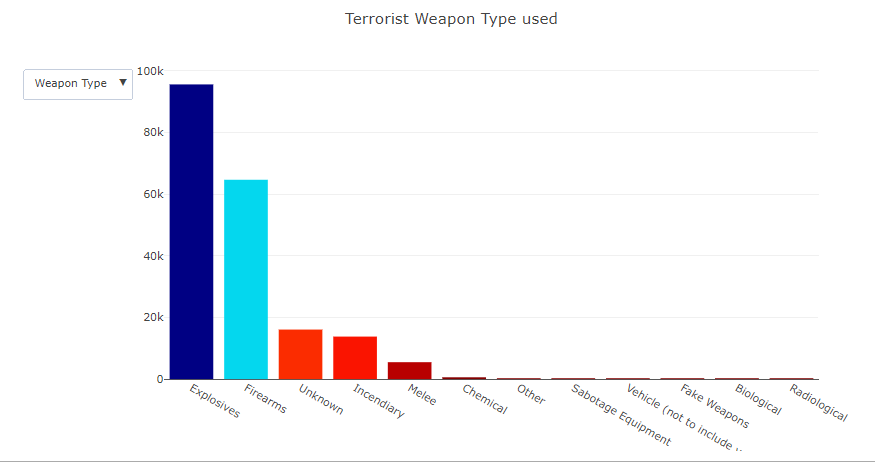 Terrorist Weapon Type used
Weapon Type
100k
80k
60k
40k
20k
0
Explosives
Firearms
Unknown
Incendiary
Melee
Chemical
Other
Sabotage Equipment
Vehicle (not to include
Fake Weapons
Biological
Radiological